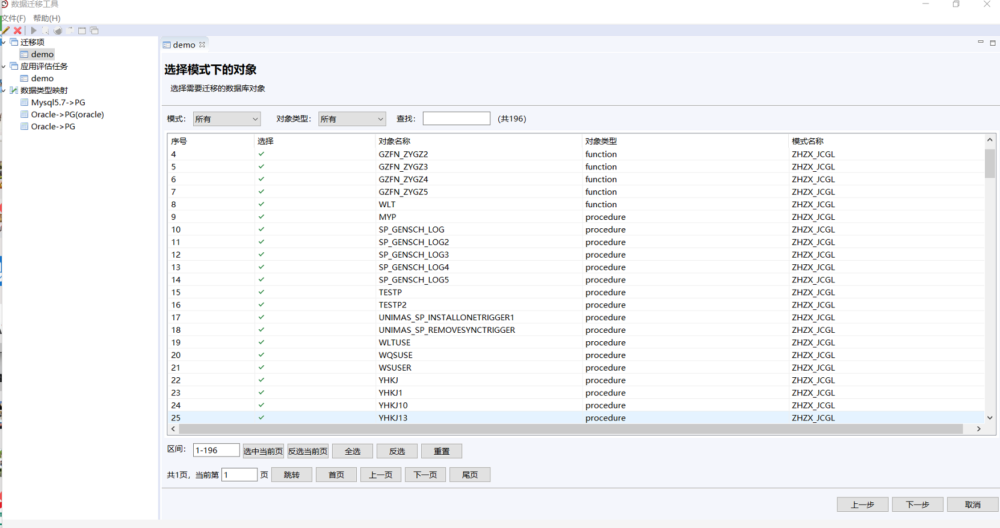 数据迁移工具
文件(F) 帮助(H)
迁移项
demo
应用评估任务
demo
数据类型映射
Mysql5.7->PG
Oracle->PG(oracle)
Oracle->PG
demo
选择模式下的对象
选择需要迁移的数据库对象
模式: 所有 对象类型: 所有 查找: (共196)
序号 选择 对象名称 对象类型 模式名称
4 GZFN_ZYGZ2 function ZHZX_JCGL
5 GZFN_ZYGZ3 function ZHZX_JCGL
6 GZFN_ZYGZ4 function ZHZX_JCGL
7 GZFN_ZYGZ5 function ZHZX_JCGL
8 WLT function ZHZX_JCGL
9 MYP procedure ZHZX_JCGL
10 SP_GENSCH_LOG procedure ZHZX_JCGL
11 SP_GENSCH_LOG2 procedure ZHZX_JCGL
12 SP_GENSCH_LOG3 procedure ZHZX_JCGL
13 SP_GENSCH_LOG4 procedure ZHZX_JCGL
14 SP_GENSCH_LOG5 procedure ZHZX_JCGL
15 TESTP procedure ZHZX_JCGL
16 TESTP2 procedure ZHZX_JCGL
17 UNIMAS_SP_INSTALLONETRIGGER1 procedure ZHZX_JCGL
18 UNIMAS_SP_REMOVESYNCTRIGGER procedure ZHZX_JCGL
19 WLTUSE procedure ZHZX_JCGL
20 WQSUSE procedure ZHZX_JCGL
21 WSUSER procedure ZHZX_JCGL
22 YHKJ procedure ZHZX_JCGL
23 YHKJ1 procedure ZHZX_JCGL
24 YHKJ10 procedure ZHZX_JCGL
25 YHKJ13 procedure ZHZX_JCGL
区间: 1-196 选中当前页 反选当前页 全选 反选 重置
共1页, 当前第 1 页 跳转 首页 上一页 下一页 尾页
上一步 下一步 取消